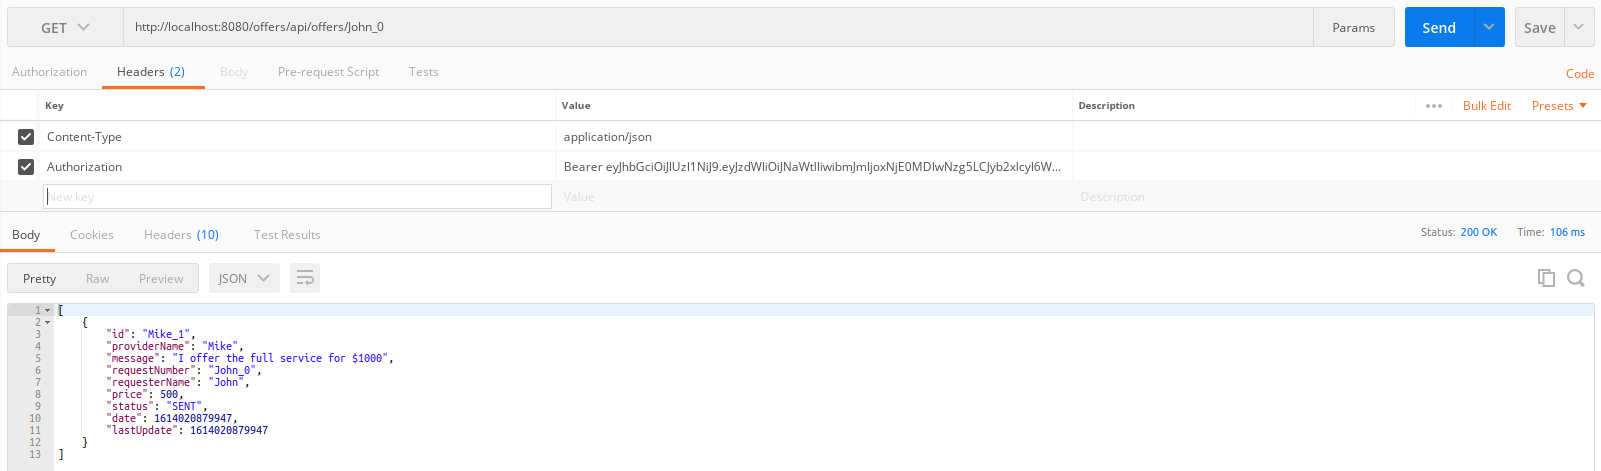 GET http://localhost:8080/offers/api/offers/John_0 Params Send Save
Authorization Headers (2) Body Pre-request Script Tests Code
Key Value Description ••• Bulk Edit Presets
Content-Type application/json
Authorization
New key Value Description
Body Cookies Headers (10) Test Results Status: 200 OK Time: 106 ms
Pretty Raw Preview JSON
1 [
2 {
3 "id": "Mike_1",
4 "providerName": "Mike",
5 "message": "I offer the full service for $1000",
6 "requestNumber": "John_0",
7 "requesterName": "John",
8 "price": 500,
9 "status": "SENT",
10 "date": 1614020879947,
11 "lastUpdate": 1614020879947
12 }
13 ]